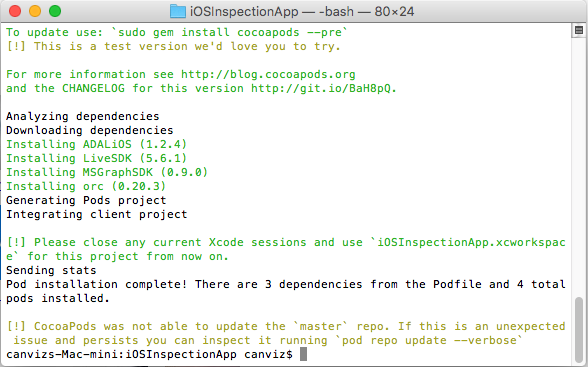 iOSInspectionApp — -bash — 80×24
To update use: `sudo gem install cocoapods --pre`
[!] This is a test version we'd love you to try.
For more information see http://blog.cocoapods.org
and the CHANGELOG for this version http://git.io/BaH8pQ.
Analyzing dependencies
Downloading dependencies
Installing ADALiOS (1.2.4)
Installing LiveSDK (5.6.1)
Installing MSGraphSDK (0.9.0)
Installing orc (0.20.3)
Generating Pods project
Integrating client project
[!] Please close any current Xcode sessions and use `iOSInspectionApp.xcworkspac
e` for this project from now on.
Sending stats
Pod installation complete! There are 3 dependencies from the Podfile and 4 total
pods installed.
[!] CocoaPods was not able to update the `master` repo. If this is an unexpected
issue and persists you can inspect it running `pod repo update --verbose`
canvizs-Mac-mini:iOSInspectionApp canviz$